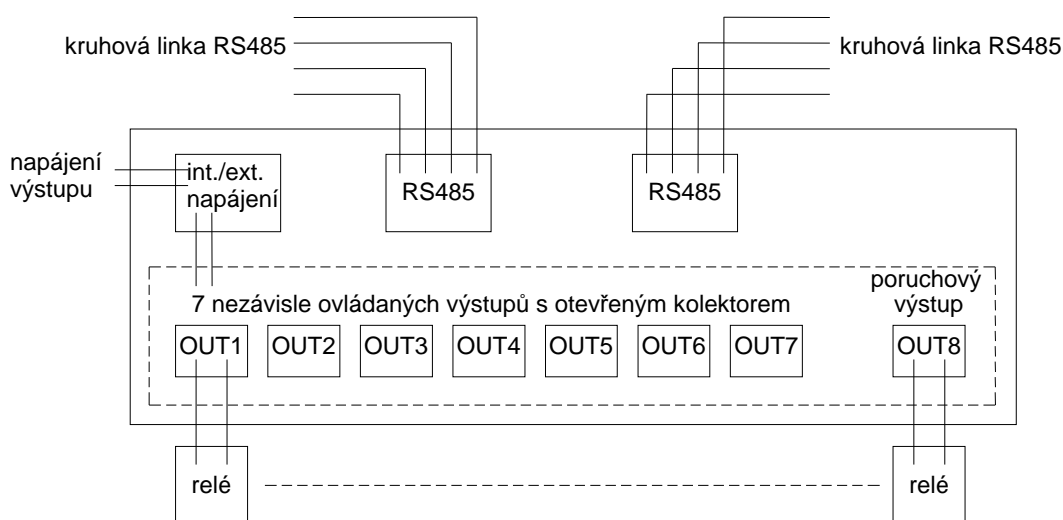 kruhová linka RS485
kruhová linka RS485
napájení
výstupu
int./ext.
napájení
RS485
RS485
7 nezávisle ovládaných výstupů s otevřeným kolektorem
poruchový
výstup
OUT1
OUT2
OUT3
OUT4
OUT5
OUT6
OUT7
OUT8
relé
relé